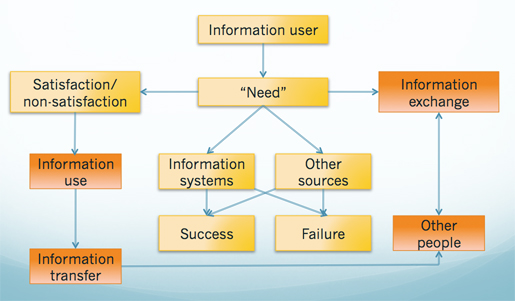 Information user
Satisfaction/
non-satisfaction
“Need”
Information
exchange
Information
use
Information
systems
Other
sources
Success
Failure
Other
people
Information
transfer